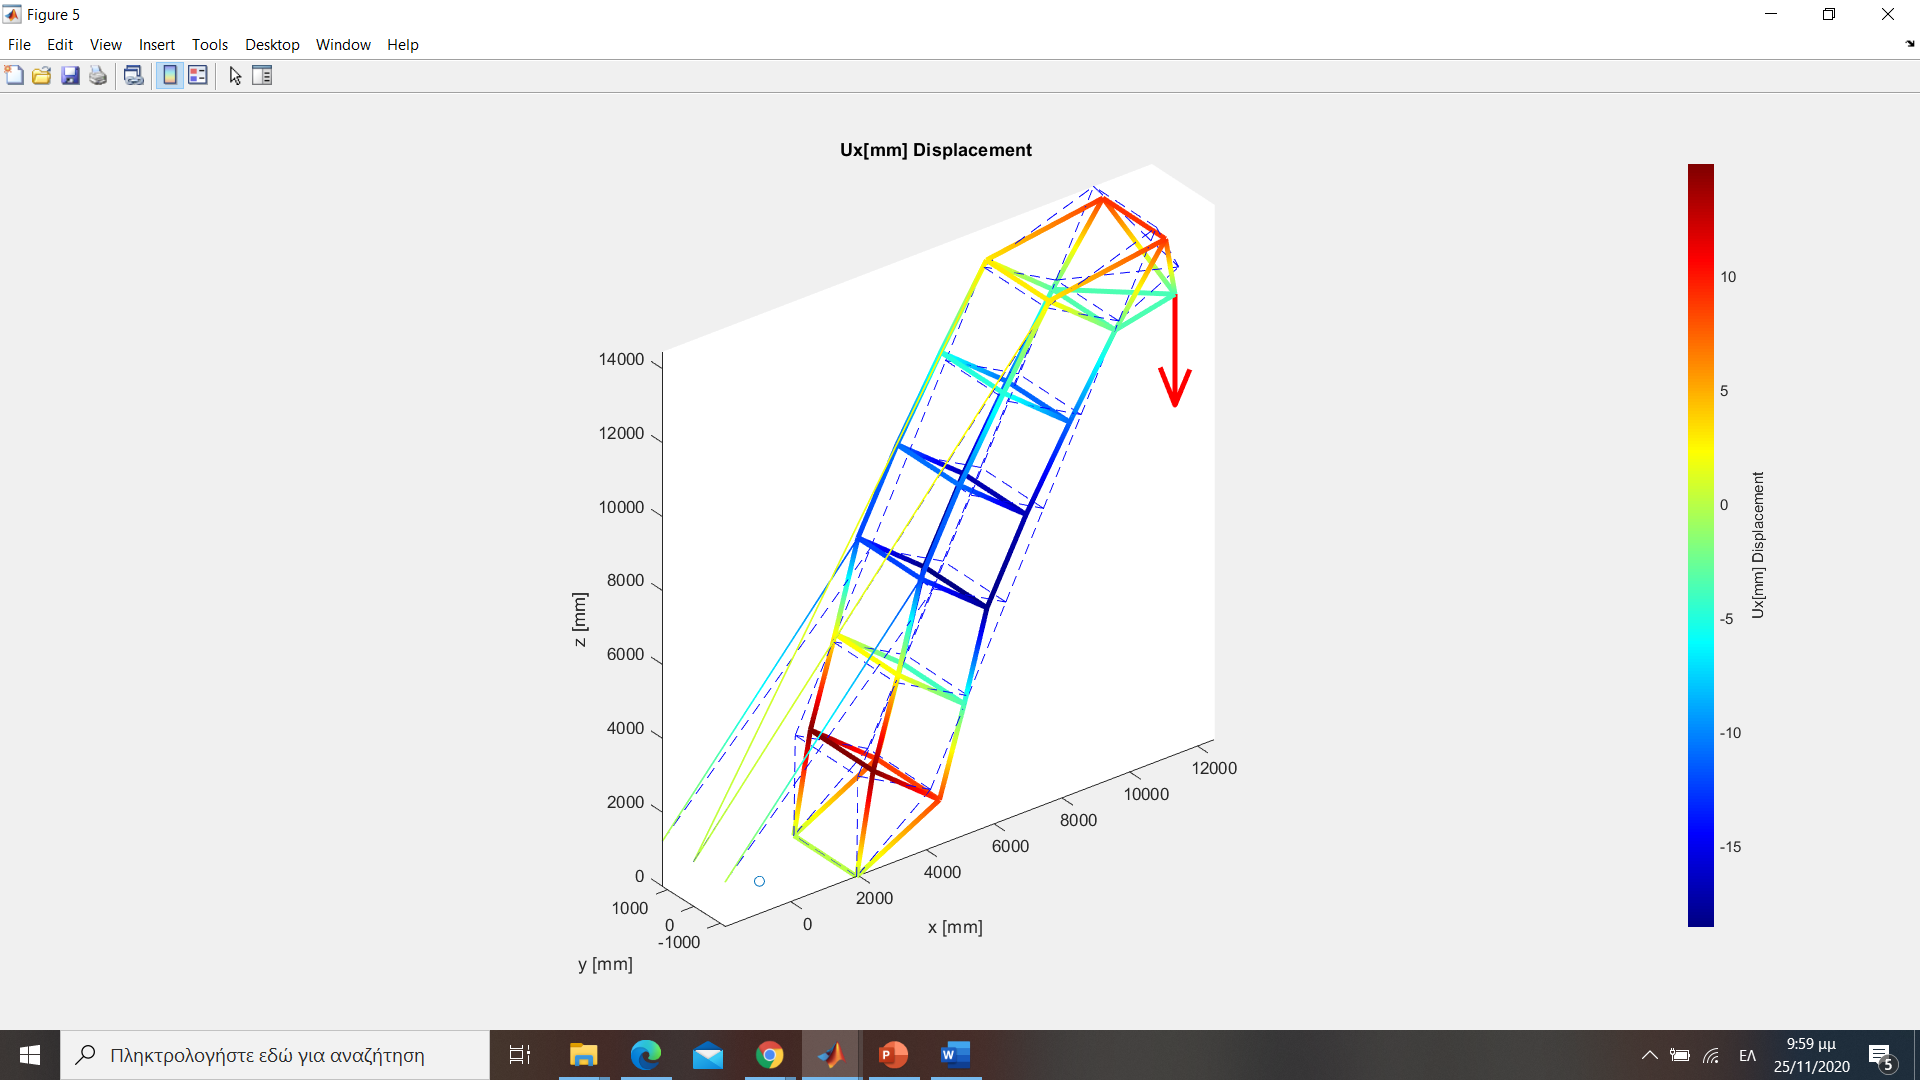 Figure 5
File Edit View Insert Tools Desktop Window Help
Ux[mm] Displacement
14000
12000
10000
8000
6000
4000
2000
0
z [mm]
1000
0
-1000
y [mm]
0
2000
4000
6000
8000
10000
12000
x [mm]
10
5
0
-5
-10
-15
Ux[mm] Displacement
Πληκτρολογήστε εδώ για αναζήτηση
P
W
ΕΛ
9:59 μμ
25/11/2020
5